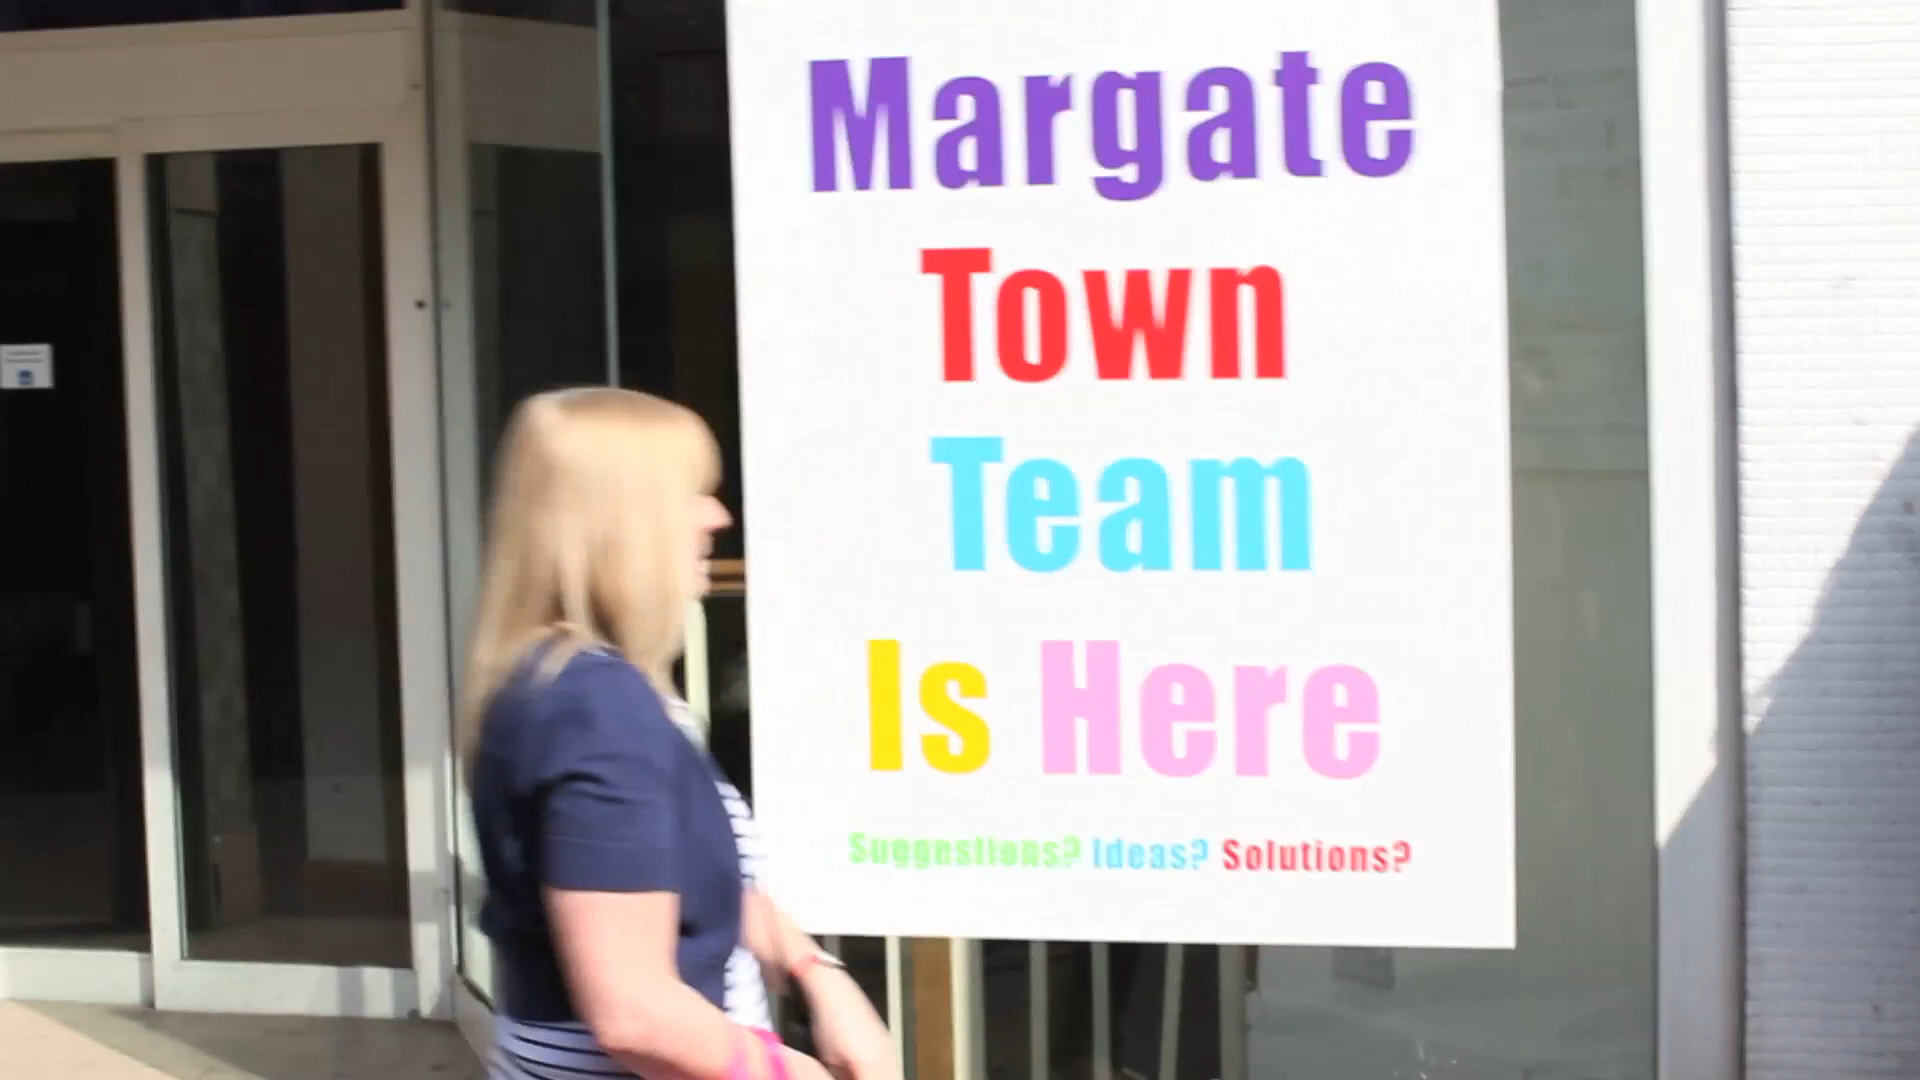 Margate
Town
Team
Is Here
Suggestions? Ideas? Solutions?